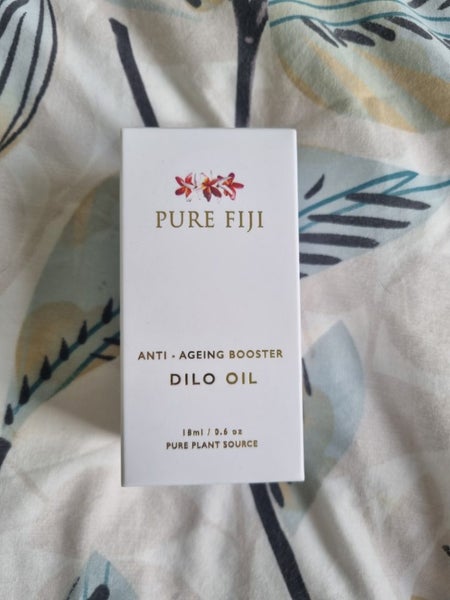 PURE FIJI
ANTI - AGEING BOOSTER
DILO OIL
18ml / 0.6 oz
PURE PLANT SOURCE